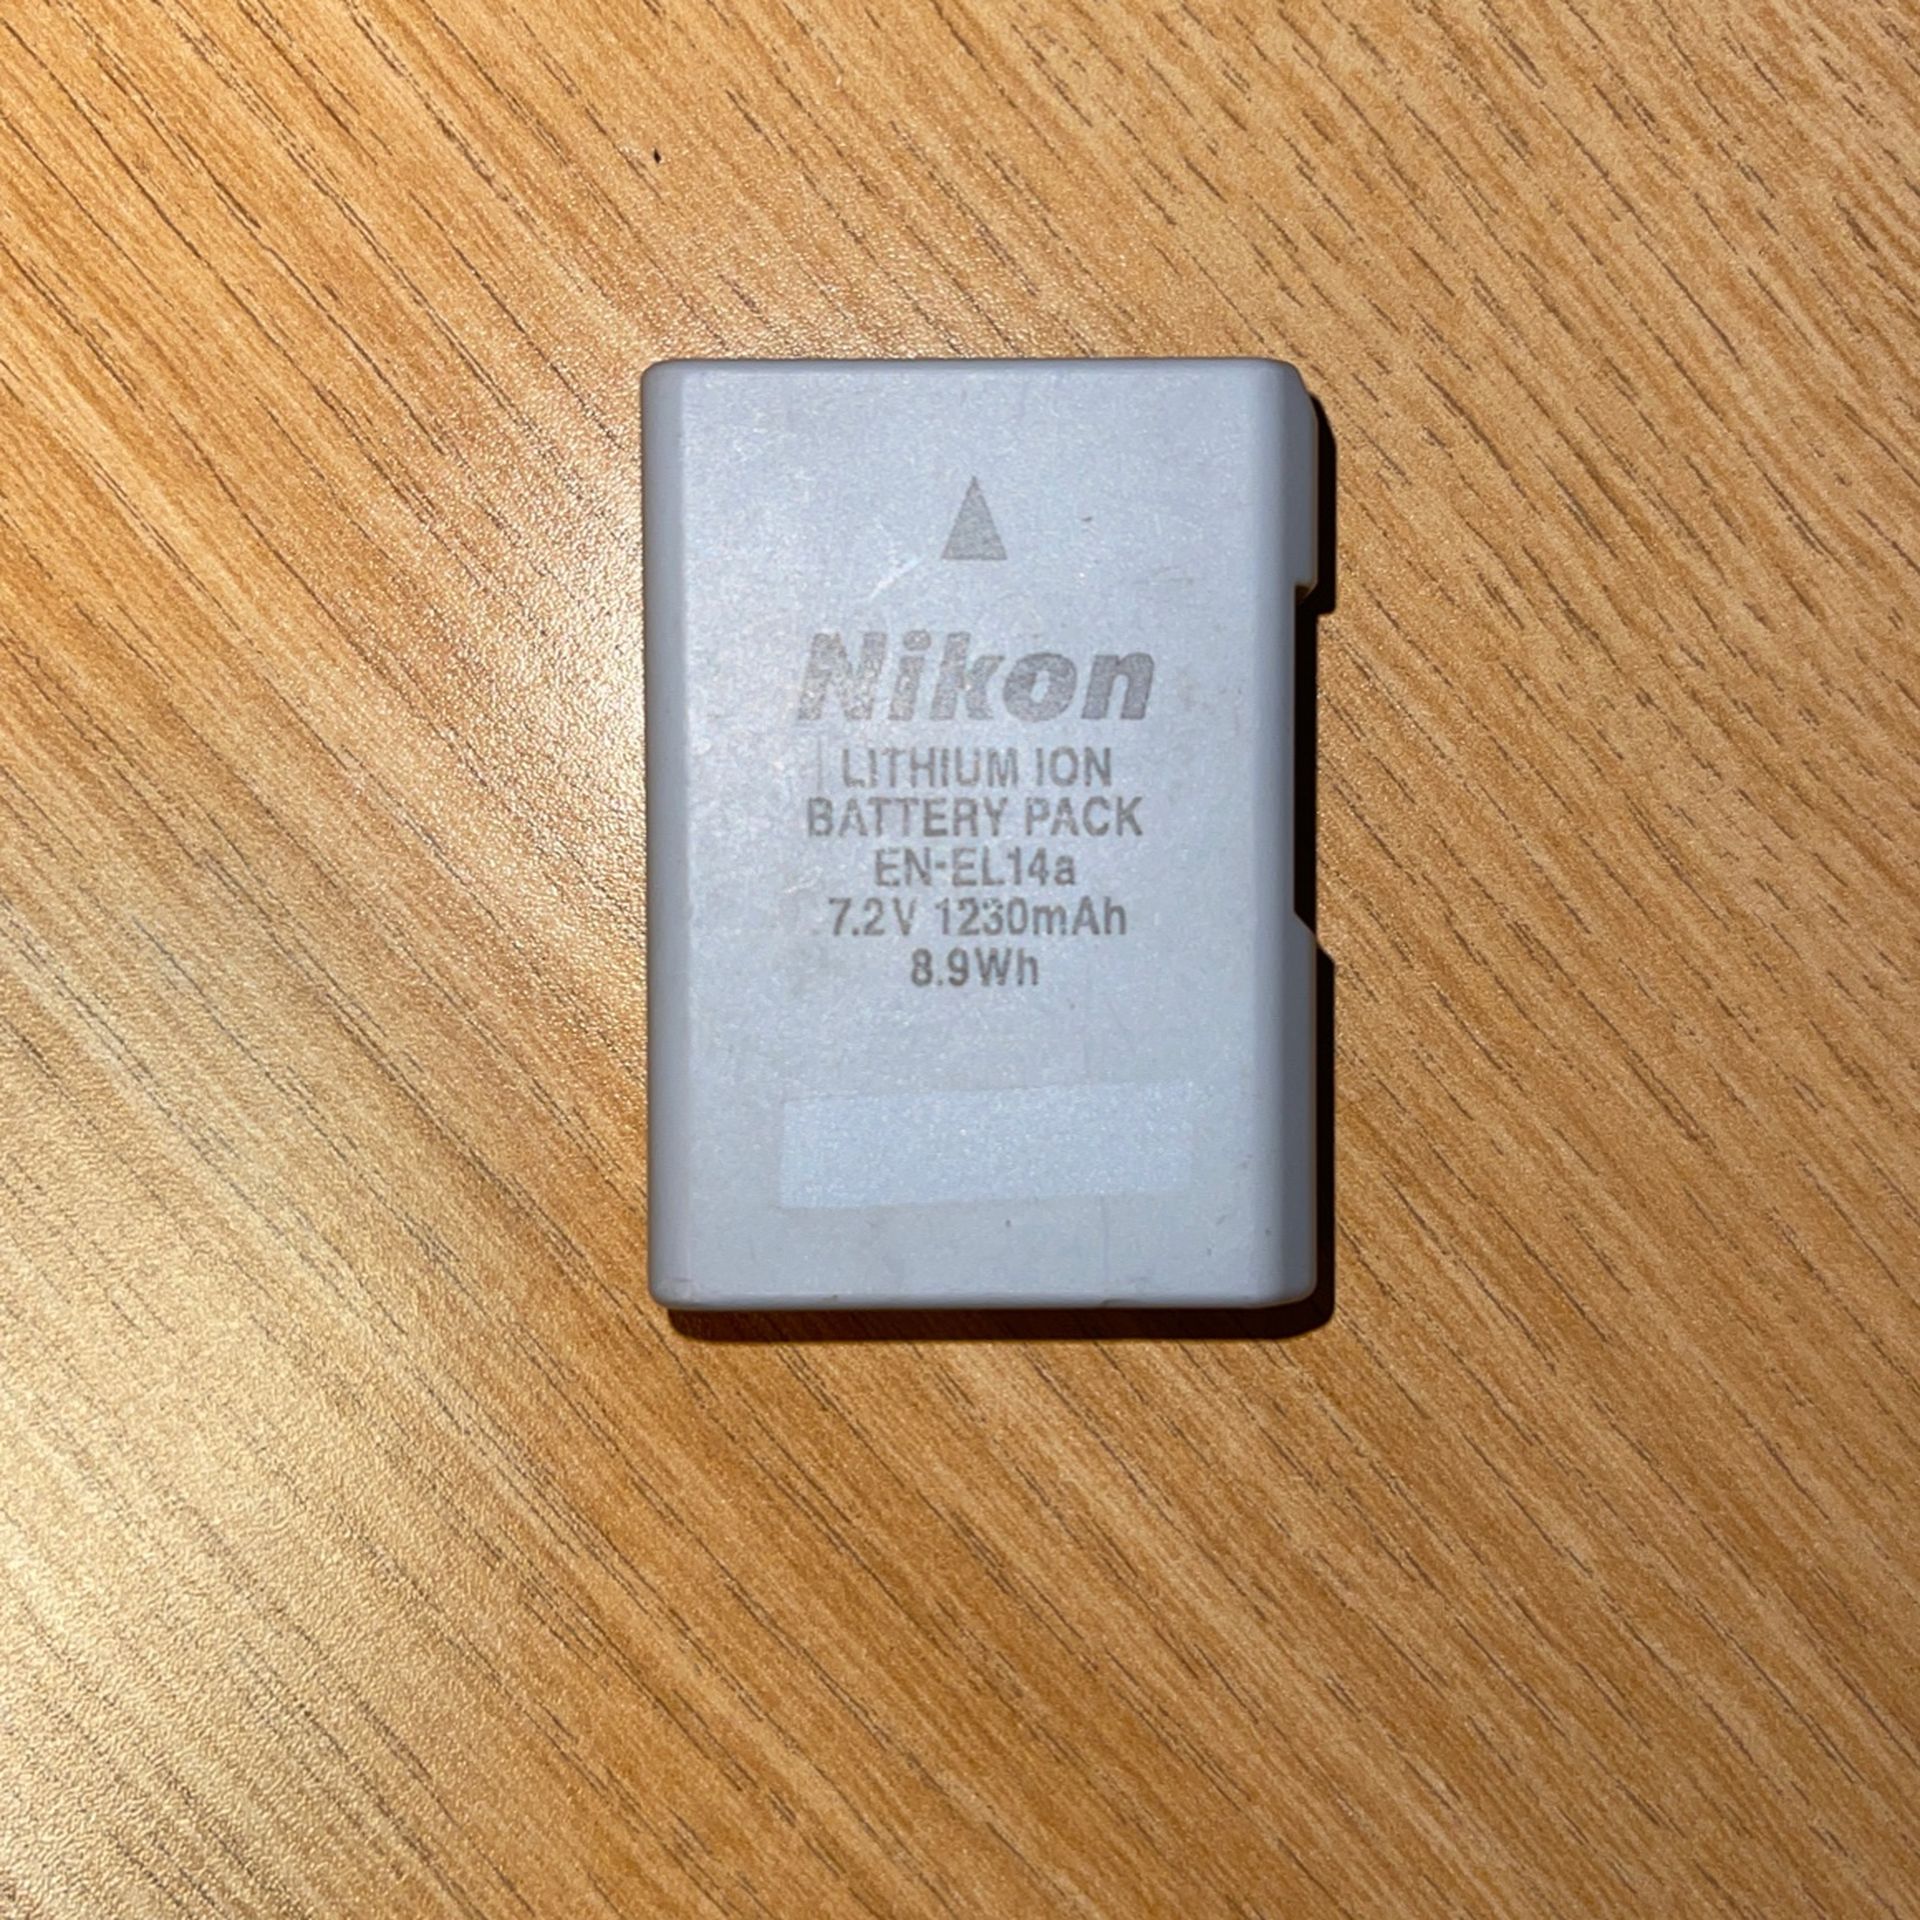 Nikon
LITHIUM ION
BATTERY PACK
EN-EL14a
7.2V 1230mAh
8.9Wh